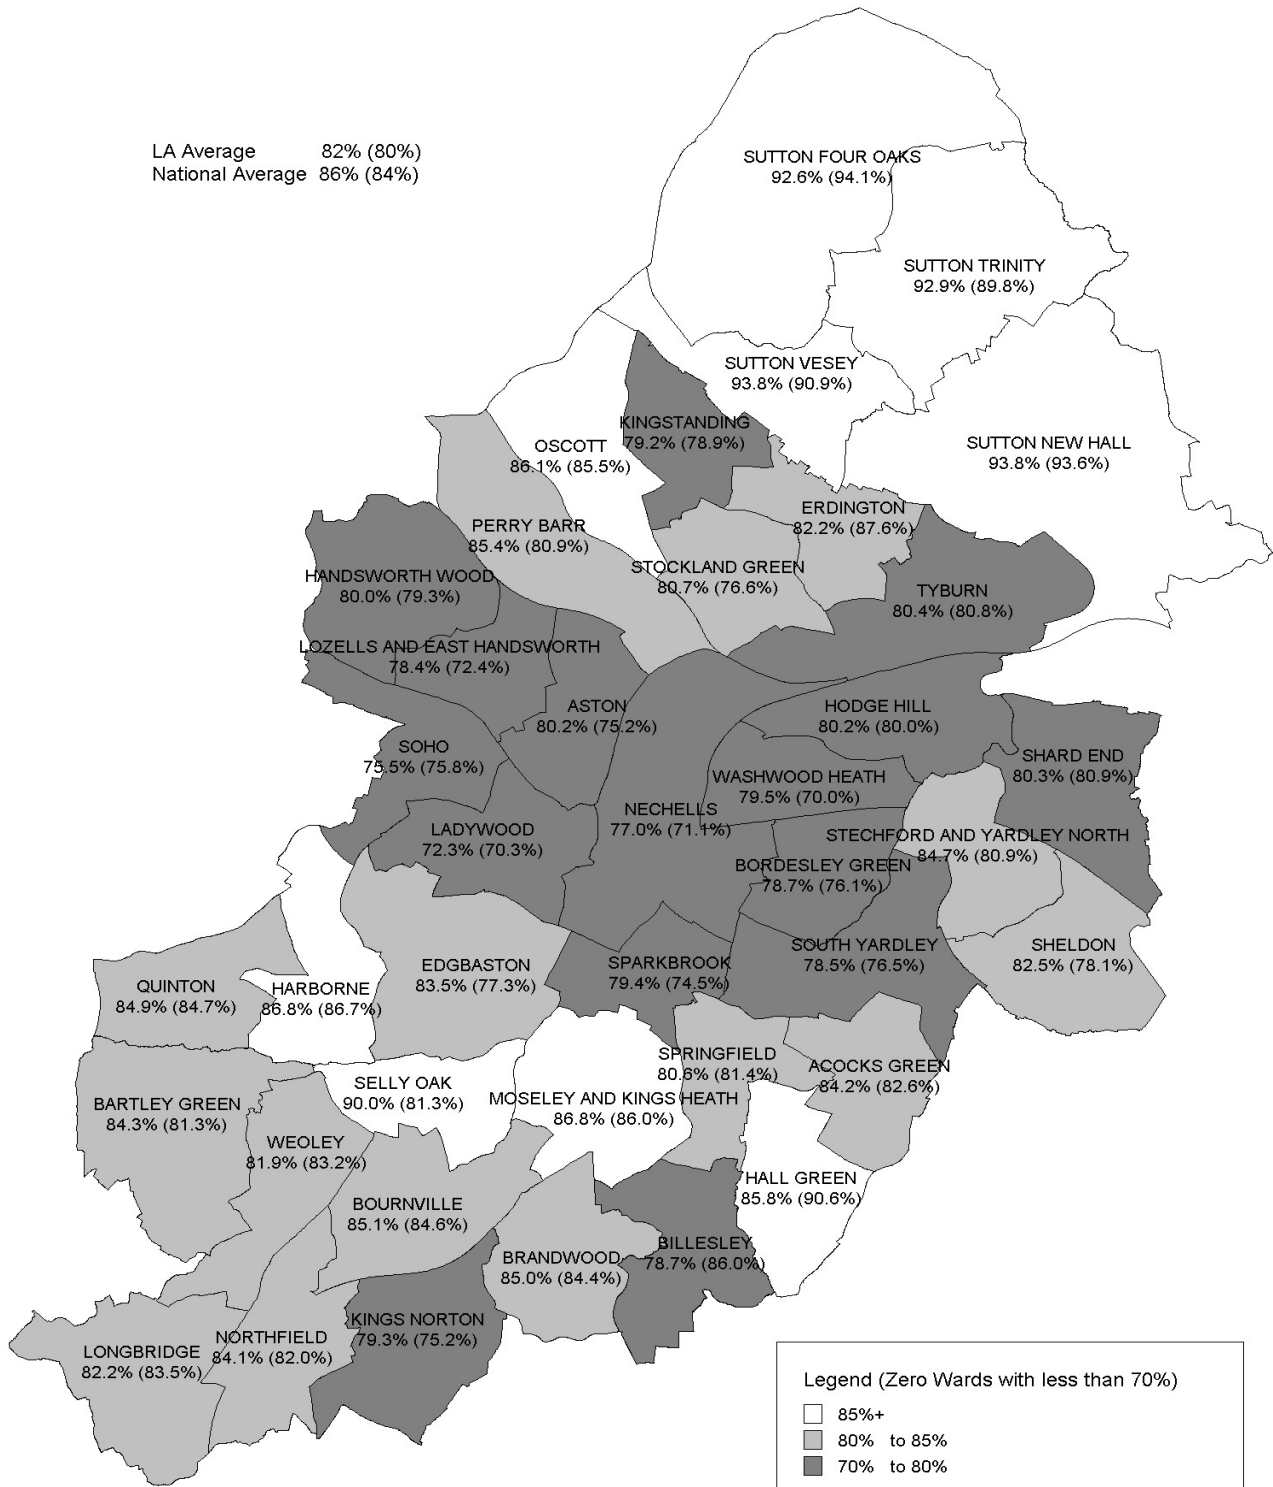 LA Average 82% (80%)
National Average 86% (84%)
SUTTON FOUR OAKS
92.6% (94.1%)
SUTTON TRINITY
92.9% (89.8%)
SUTTON VESEY
93.8% (90.9%)
KINGSTANDING
79.2% (78.9%)
OSCOTT
86.1% (85.5%)
SUTTON NEW HALL
93.8% (93.6%)
ERDINGTON
82.2% (87.6%)
PERRY BARR
85.4% (80.9%)
STOCKLAND GREEN
80.7% (76.6%)
HANDSWORTH WOOD
80.0% (79.3%)
TYBURN
80.4% (80.8%)
LOZELLS AND EAST HANDSWORTH
78.4% (72.4%)
ASTON
80.2% (75.2%)
HODGE HILL
80.2% (80.0%)
SOHO
75.5% (75.8%)
SHARD END
80.3% (80.9%)
WASHWOOD HEATH
79.5% (70.0%)
NECHELLS
77.0% (71.1%)
LADYWOOD
72.3% (70.3%)
STECHFORD AND YARDLEY NORTH
84.7% (80.9%)
BORDESLEY GREEN
78.7% (76.1%)
SOUTH YARDLEY
78.5% (76.5%)
SHELDON
82.5% (78.1%)
EDGBASTON
83.5% (77.3%)
SPARKBROOK
79.4% (74.5%)
QUINTON
84.9% (84.7%)
HARBORNE
86.8% (86.7%)
SPRINGFIELD
80.6% (81.4%)
ACOCKS GREEN
84.2% (82.6%)
SELLY OAK
90.0% (81.3%)
MOSELEY AND KINGS HEATH
86.8% (86.0%)
BARTLEY GREEN
84.3% (81.3%)
WEOLEY
81.9% (83.2%)
HALL GREEN
85.8% (90.6%)
BOURNVILLE
85.1% (84.6%)
BILLESLEY
78.7% (86.0%)
BRANDWOOD
85.0% (84.4%)
KINGS NORTON
79.3% (75.2%)
NORTHFIELD
84.1% (82.0%)
LONGBRIDGE
82.2% (83.5%)
Legend (Zero Wards with less than 70%)
85%+
80% to 85%
70% to 80%